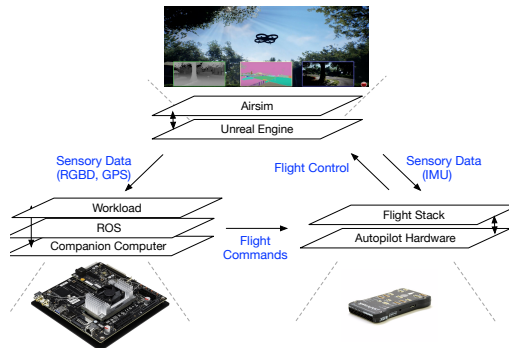 Airsim
Unreal Engine
Sensory Data
(RGBD, GPS)
Flight Control
Sensory Data
(IMU)
Workload
ROS
Companion Computer
Flight
Commands
Flight Stack
Autopilot Hardware